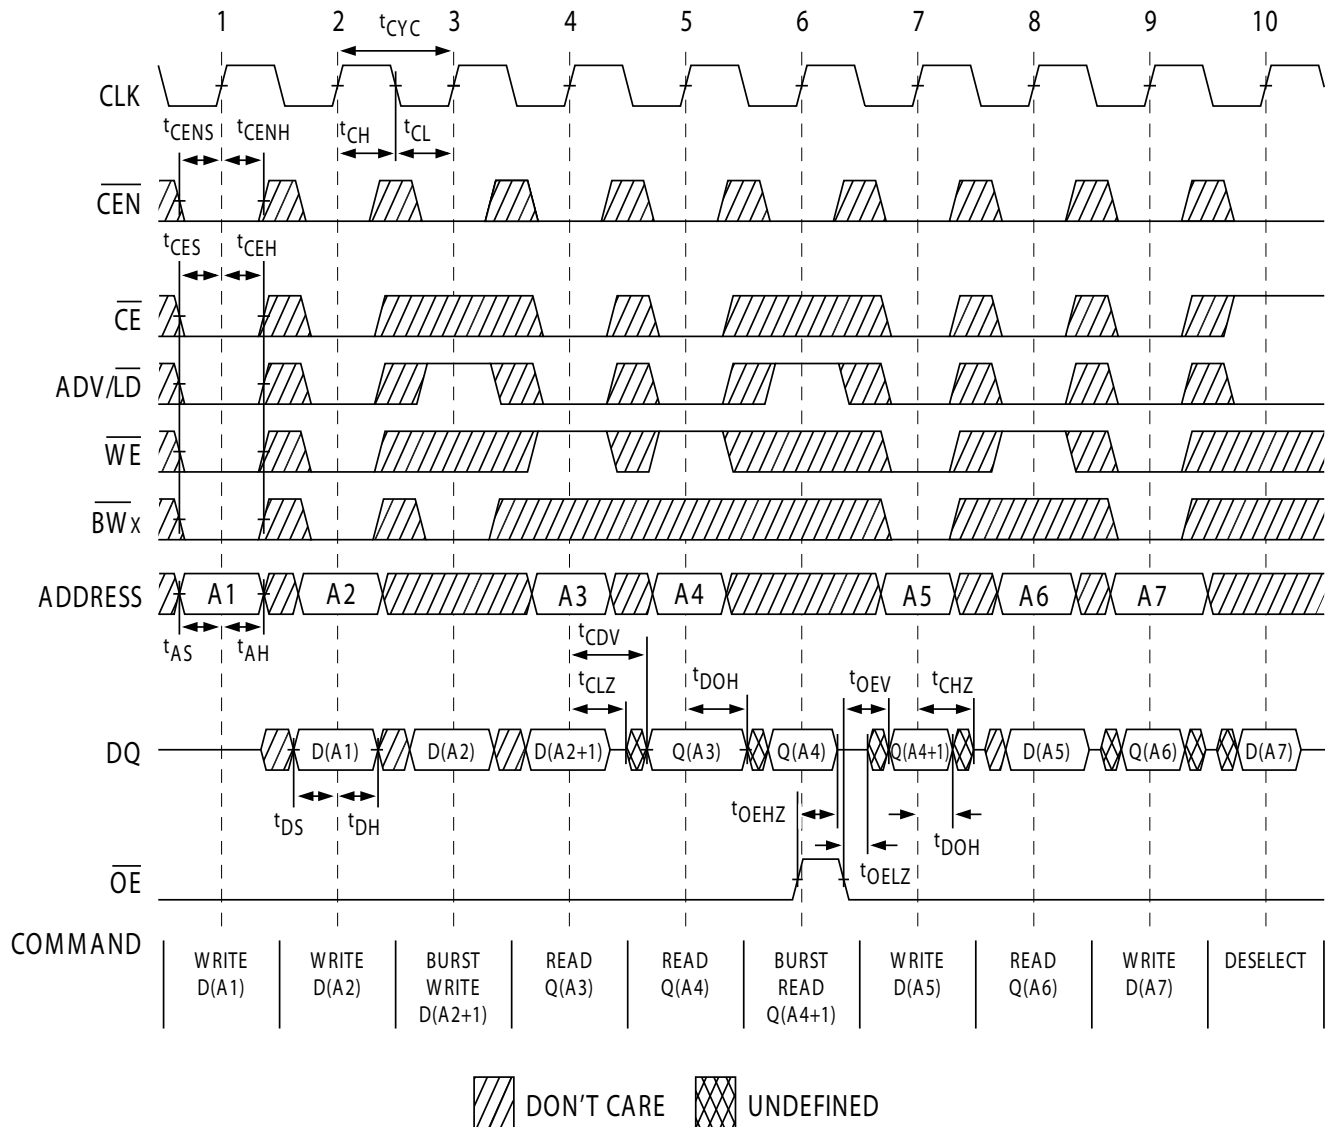 1 2 tCYC 3 4 5 6 7 8 9 10
CLK
tCENS tCENH tCH tCL
CEN
tCES tCEH
CE
ADV/LD
WE
BWx
ADDRESS A1 A2 A3 A4 A5 A6 A7
tAS tAH tCDV
tCLZ tDOH tOEV tCHZ
DQ D(A1) D(A2) D(A2+1) Q(A3) Q(A4) Q(A4+1) D(A5) Q(A6) D(A7)
tDS tDH tOEHZ tDOH
tOELZ
OE
COMMAND
WRITE WRITE BURST READ READ BURST WRITE READ WRITE DESELECT
D(A1) D(A2) WRITE Q(A3) Q(A4) READ D(A5) Q(A6) D(A7)
D(A2+1) Q(A4+1)
DON'T CARE UNDEFINED